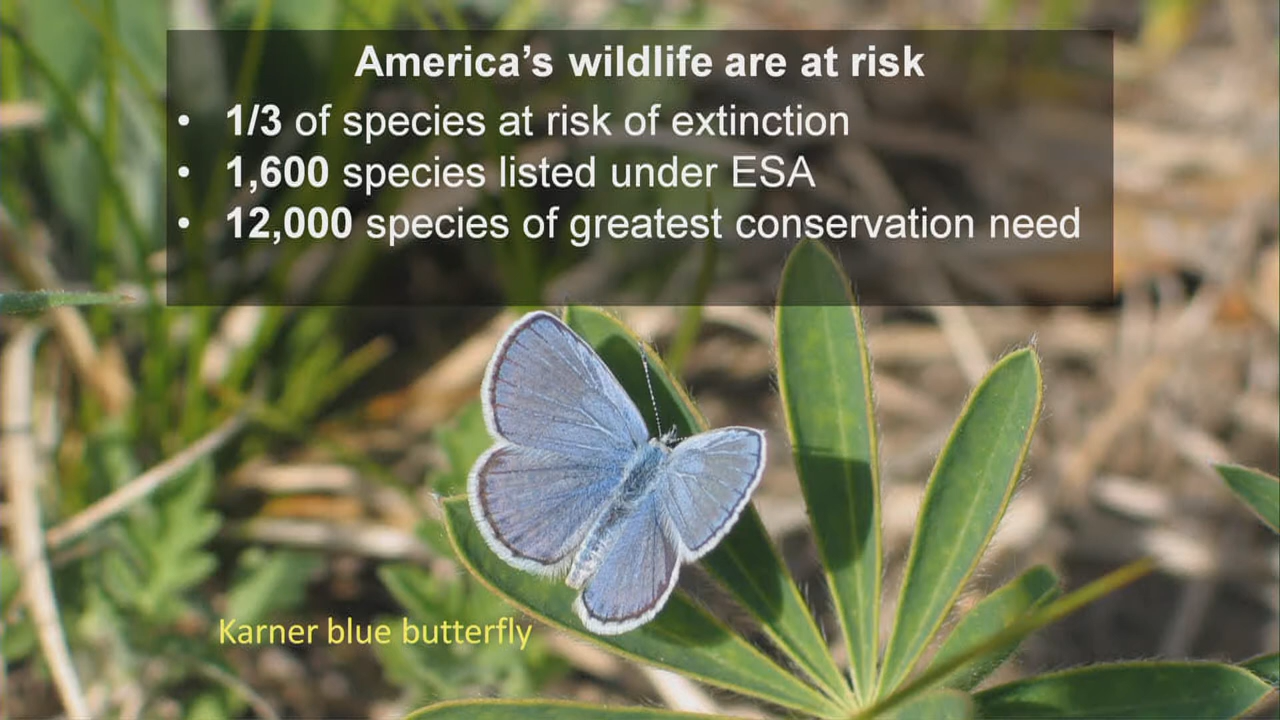 America’s wildlife are at risk
• 1/3 of species at risk of extinction
• 1,600 species listed under ESA
• 12,000 species of greatest conservation need
Karner blue butterfly